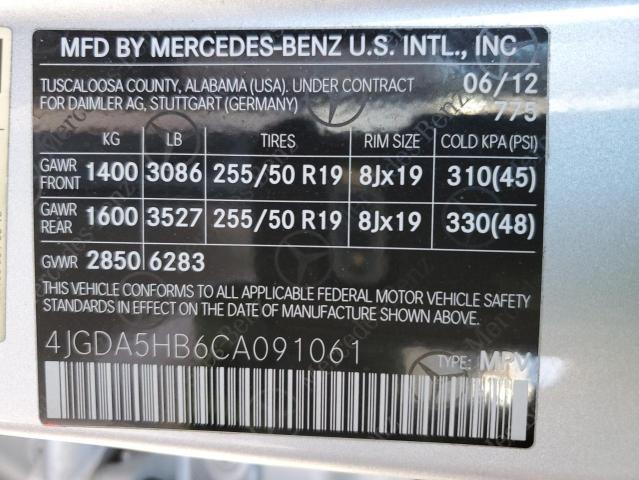 MFD BY MERCEDES-BENZ U.S. INTL., INC
TUSCALOOSA COUNTY, ALABAMA (USA). UNDER CONTRACT 06/12
FOR DAIMLER AG, STUTTGART (GERMANY) 775
KG LB TIRES RIM SIZE COLD KPA (PSI)
GAWR FRONT 1400 3086 255/50 R19 8Jx19 310(45)
GAWR REAR 1600 3527 255/50 R19 8Jx19 330(48)
GVWR 2850 6283
THIS VEHICLE CONFORMS TO ALL APPLICABLE FEDERAL MOTOR VEHICLE SAFETY
STANDARDS IN EFFECT ON THE DATE OF MANUFACTURE SHOWN ABOVE.
4JGDA5HB6CA091061 TYPE: MPV